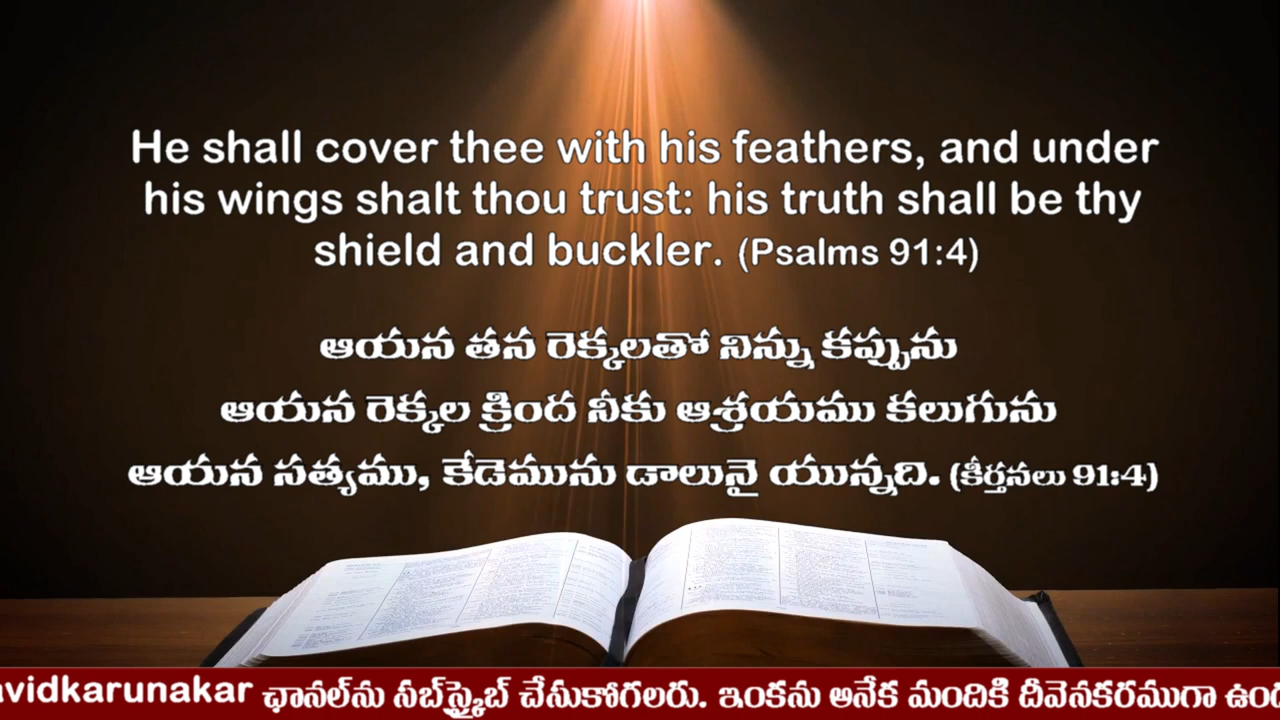 He shall cover thee with his feathers, and under
his wings shalt thou trust: his truth shall be thy
shield and buckler. (Psalms 91:4)
ఆయన తన రెక్కలతో నిన్ను కప్పును
ఆయన రెక్కల క్రింద నీకు ఆశ్రయము కలుగును
ఆయన సత్యము, కేడెమును డాలునై యున్నది. (కీర్తనలు 91:4)
avidkarunakar ఛానల్‌ను సబ్‌స్క్రైబ్ చేసుకోగలరు. ఇంకను అనేక మందికి దీవెనకరముగా